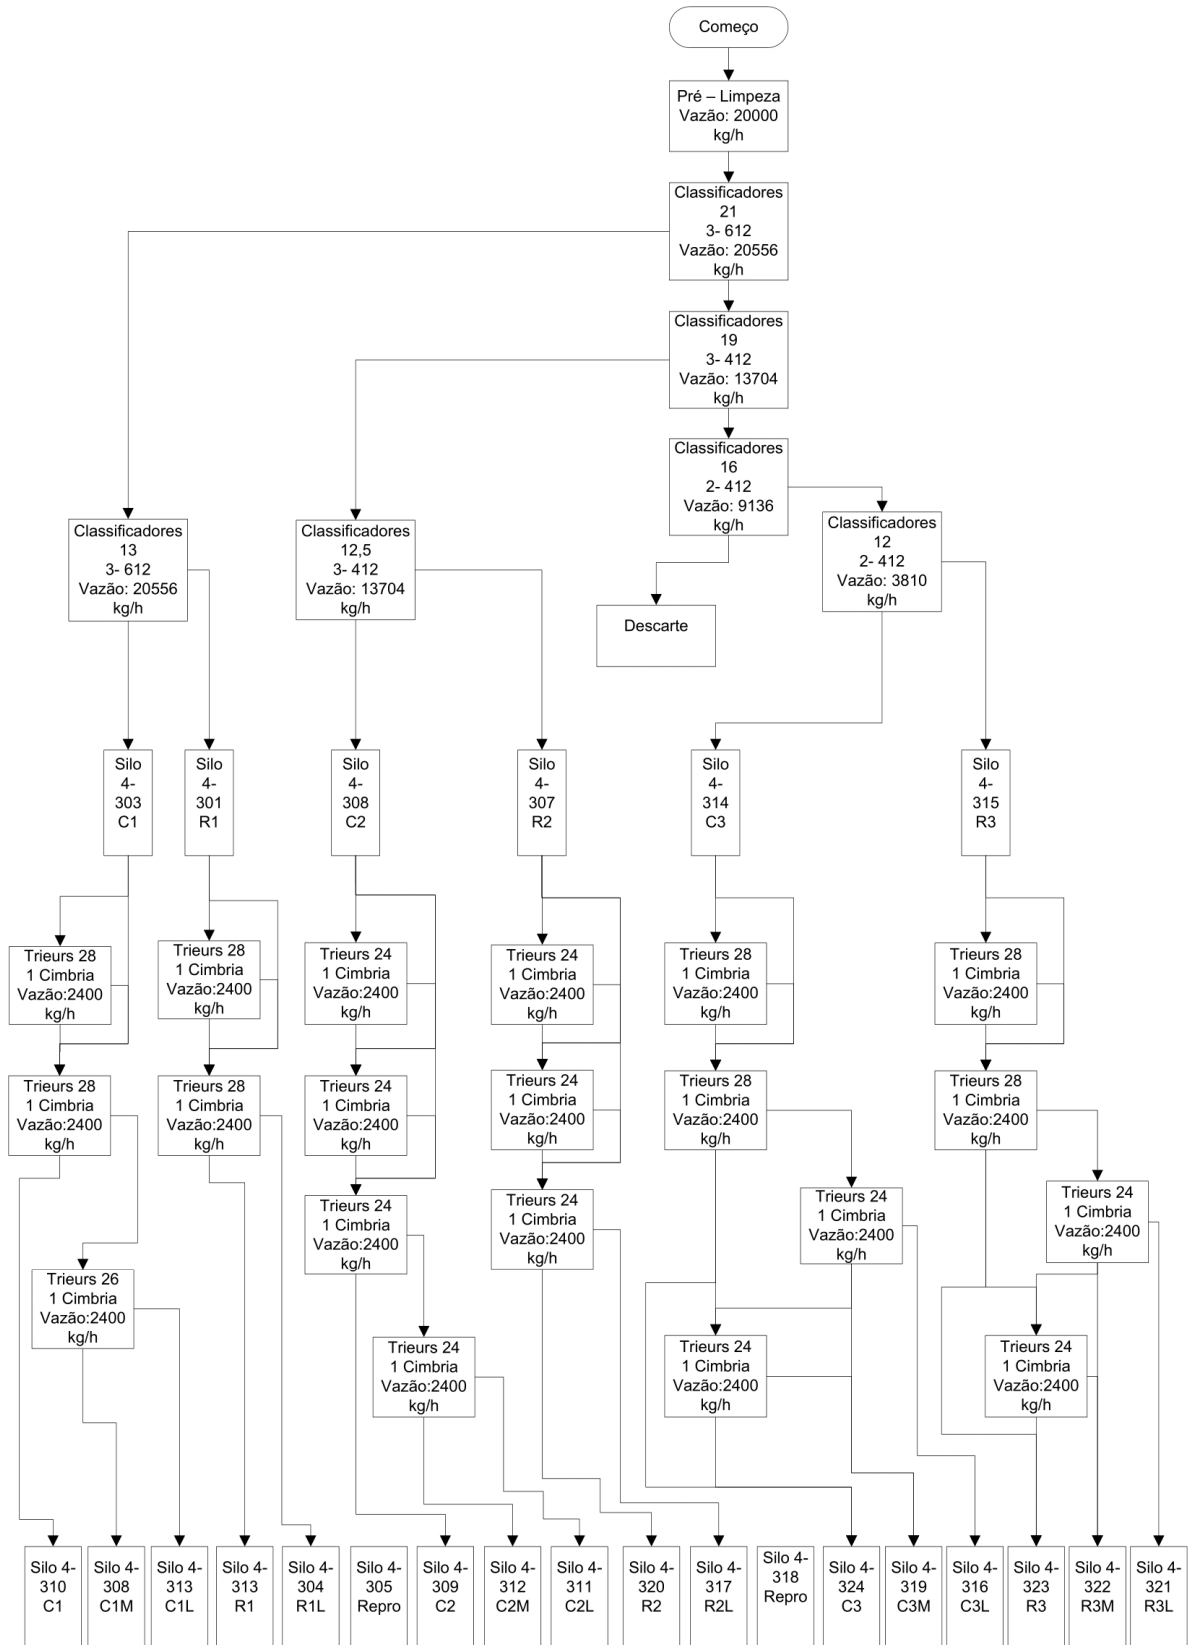 Começo
Pré – Limpeza
Vazão: 20000
kg/h
Classificadores
21
3- 612
Vazão: 20556
kg/h
Classificadores
19
3- 412
Vazão: 13704
kg/h
Classificadores
16
2- 412
Vazão: 9136
kg/h
Classificadores
13
3- 612
Vazão: 20556
kg/h
Classificadores
12,5
3- 412
Vazão: 13704
kg/h
Classificadores
12
2- 412
Vazão: 3810
kg/h
Descarte
Silo
4-
303
C1
Silo
4-
301
R1
Silo
4-
308
C2
Silo
4-
307
R2
Silo
4-
314
C3
Silo
4-
315
R3
Trieurs 28
1 Cimbria
Vazão:2400
kg/h
Trieurs 28
1 Cimbria
Vazão:2400
kg/h
Trieurs 24
1 Cimbria
Vazão:2400
kg/h
Trieurs 24
1 Cimbria
Vazão:2400
kg/h
Trieurs 28
1 Cimbria
Vazão:2400
kg/h
Trieurs 28
1 Cimbria
Vazão:2400
kg/h
Trieurs 28
1 Cimbria
Vazão:2400
kg/h
Trieurs 28
1 Cimbria
Vazão:2400
kg/h
Trieurs 24
1 Cimbria
Vazão:2400
kg/h
Trieurs 24
1 Cimbria
Vazão:2400
kg/h
Trieurs 28
1 Cimbria
Vazão:2400
kg/h
Trieurs 28
1 Cimbria
Vazão:2400
kg/h
Trieurs 24
1 Cimbria
Vazão:2400
kg/h
Trieurs 24
1 Cimbria
Vazão:2400
kg/h
Trieurs 24
1 Cimbria
Vazão:2400
kg/h
Trieurs 24
1 Cimbria
Vazão:2400
kg/h
Trieurs 26
1 Cimbria
Vazão:2400
kg/h
Trieurs 24
1 Cimbria
Vazão:2400
kg/h
Trieurs 24
1 Cimbria
Vazão:2400
kg/h
Trieurs 24
1 Cimbria
Vazão:2400
kg/h
Silo 4-
310
C1
Silo 4-
308
C1M
Silo 4-
313
C1L
Silo 4-
313
R1
Silo 4-
304
R1L
Silo 4-
305
Repro
Silo 4-
309
C2
Silo 4-
312
C2M
Silo 4-
311
C2L
Silo 4-
320
R2
Silo 4-
317
R2L
Silo 4-
318
Repro
Silo 4-
324
C3
Silo 4-
319
C3M
Silo 4-
316
C3L
Silo 4-
323
R3
Silo 4-
322
R3M
Silo 4-
321
R3L